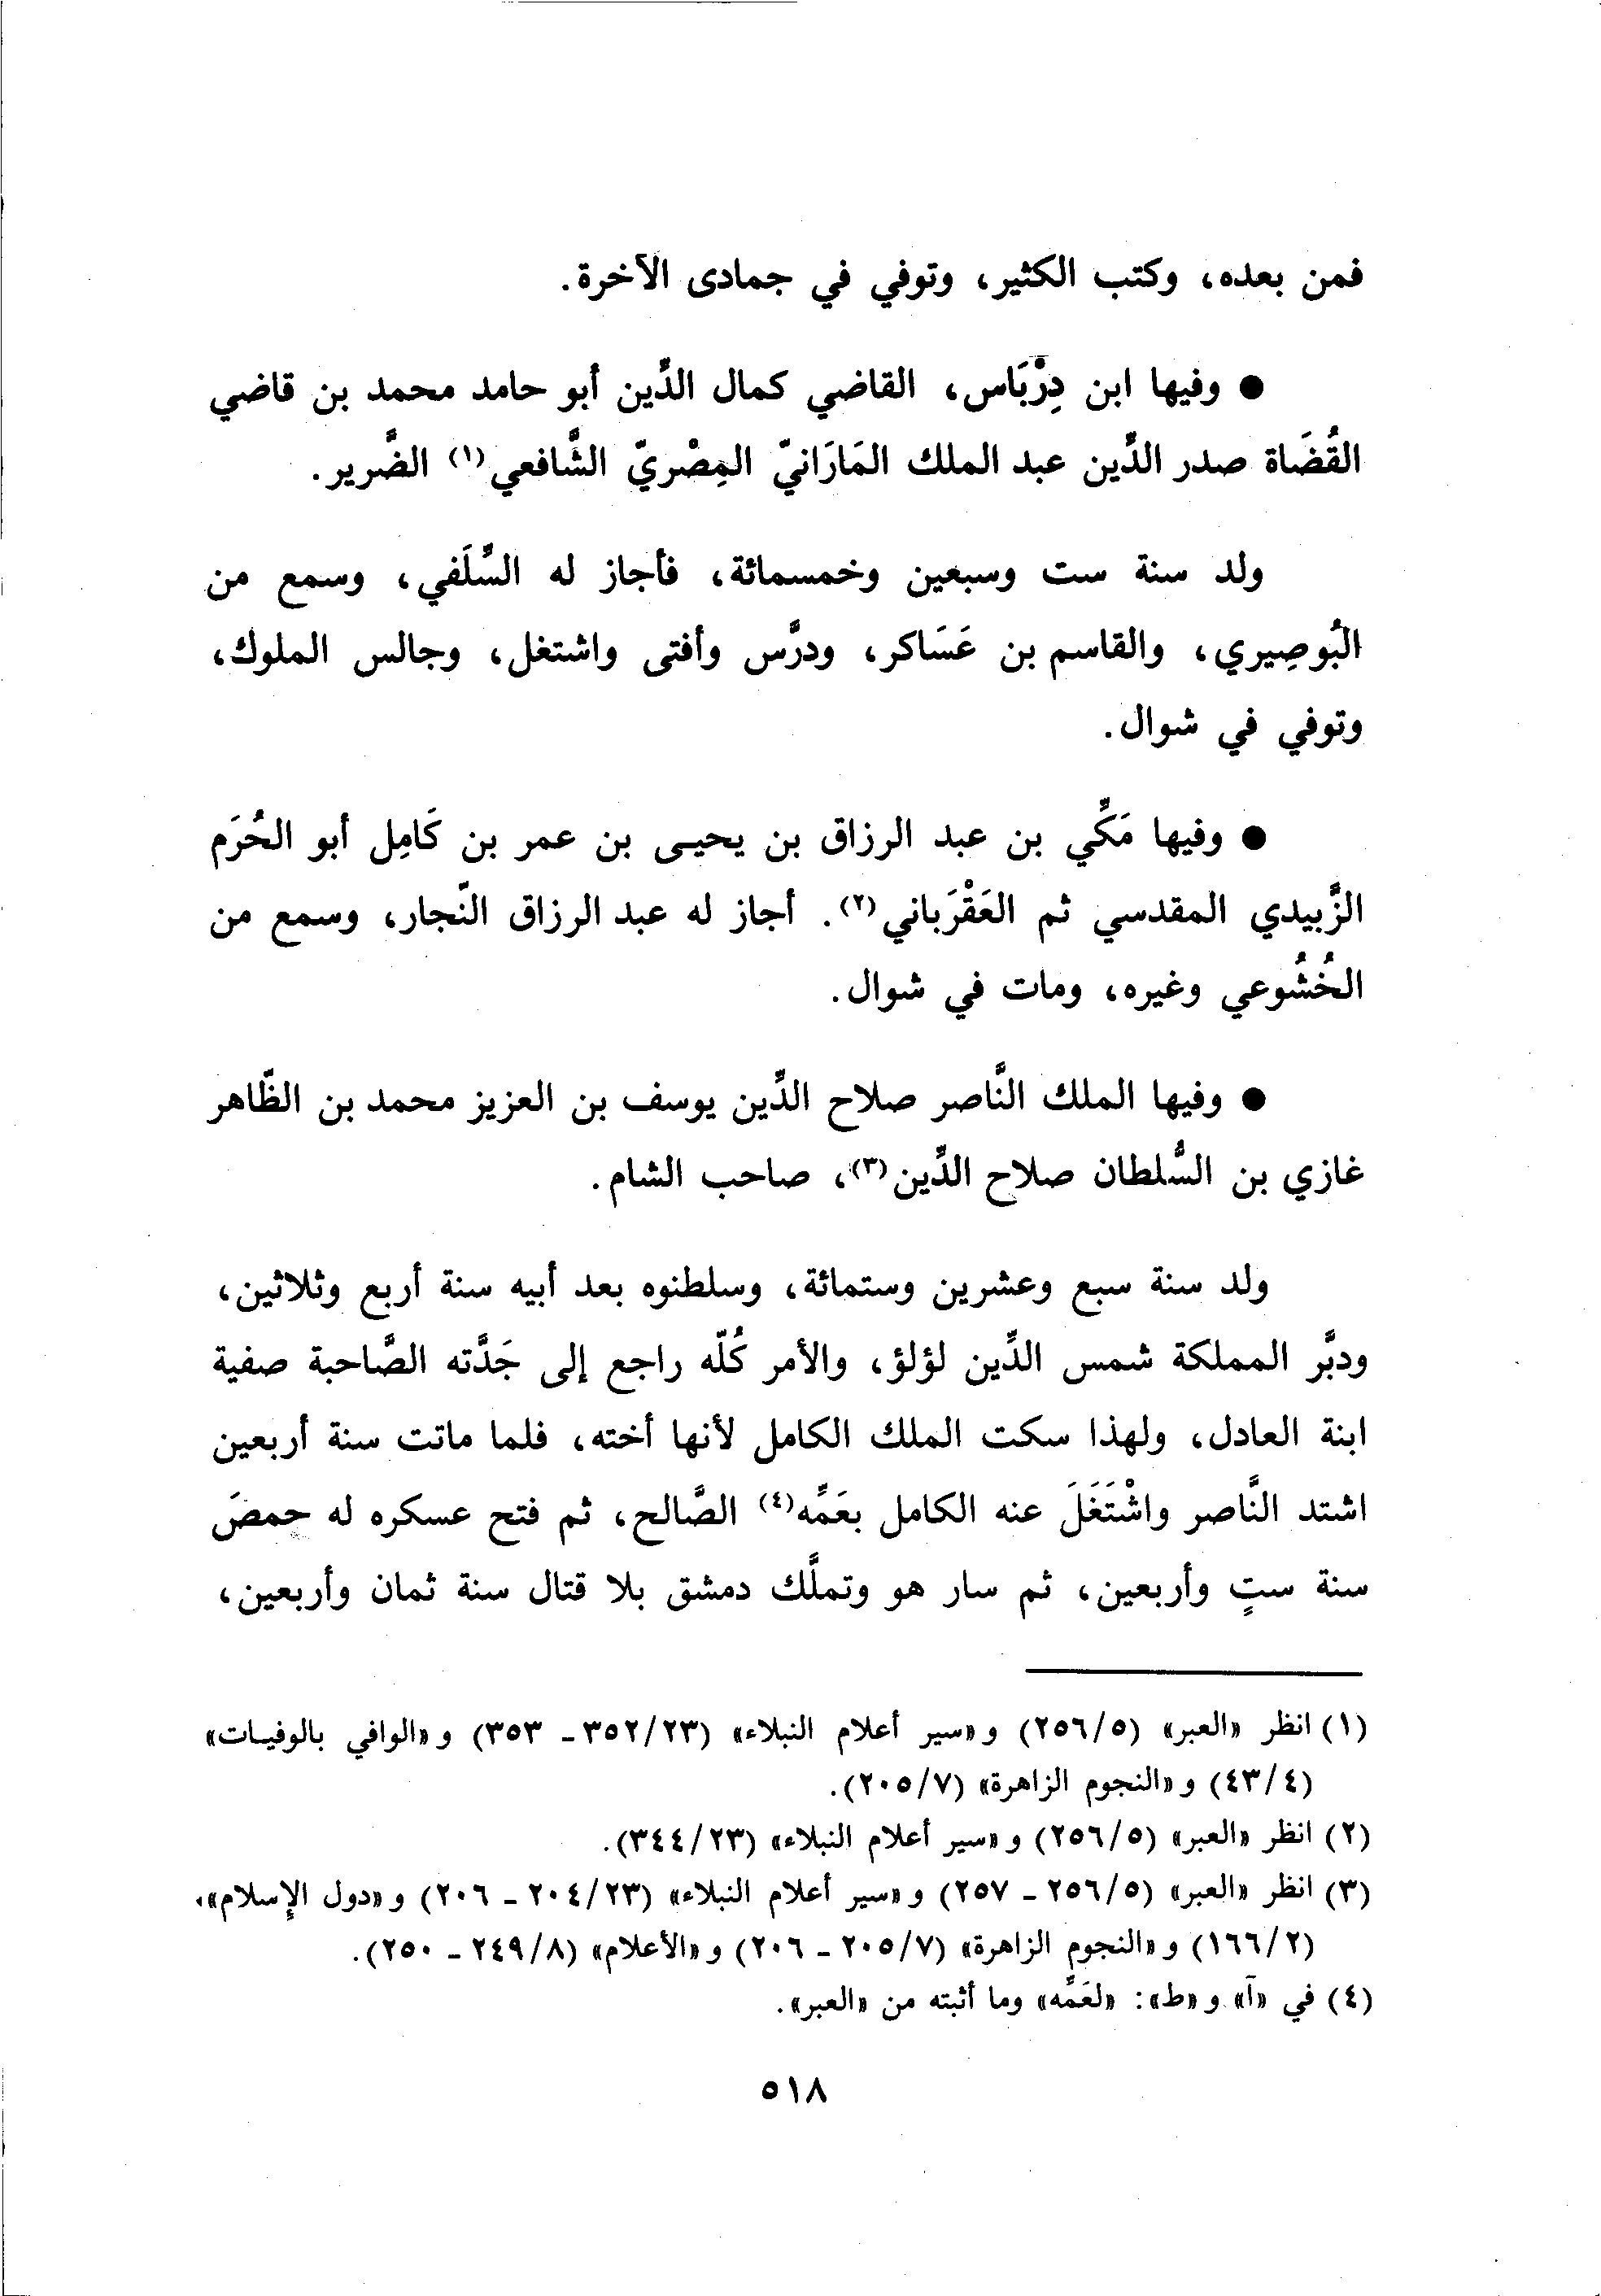 فمن بعده، وكتب الكثير، وتوفي في جمادى الآخرة.
● وفيها ابن دِرْبَاس، القاضي كمال الدِّين أبو حامد محمد بن قاضي
القُضَاة صدر الدِّين عبد الملك المَارَانيّ المِصْريّ الشَّافعي(١) الضَّرير.
ولد سنة ست وسبعين وخمسمائة، فأجاز له السِّلَفي، وسمع من
البُوصِيري، والقاسم بن عَسَاكر، ودرَّس وأفتى واشتغل، وجالس الملوك،
وتوفي في شوال.
● وفيها مَكِّي بن عبد الرزاق بن يحيى بن عمر بن كَامِل أبو الحُرَم
الزَّبيدي المقدسي ثم العَقْرَباني(٢). أجاز له عبد الرزاق النّجار، وسمع من
الخُشُوعي وغيره، ومات في شوال.
● وفيها الملك النَّاصر صلاح الدِّين يوسف بن العزيز محمد بن الظّاهر
غازي بن السُّلطان صلاح الدِّين(٣)، صاحب الشام.
ولد سنة سبع وعشرين وستمائة، وسلطنوه بعد أبيه سنة أربع وثلاثين،
ودبَّر المملكة شمس الدِّين لؤلؤ، والأمر كُلّه راجع إلى جَدَّته الصَّاحبة صفية
ابنة العادل، ولهذا سكت الملك الكامل لأنها أخته، فلما ماتت سنة أربعين
اشتد النَّاصر واشْتَغَلَ عنه الكامل بعَمِّه(٤) الصَّالح، ثم فتح عسكره له حمصَ
سنة ستٍ وأربعين، ثم سار هو وتملَّك دمشق بلا قتال سنة ثمان وأربعين،
(١) انظر «العبر» (٢٥٦/٥) و«سير أعلام النبلاء» (٣٥٢/٢٣ - ٣٥٣) و«الوافي بالوفيات»
(٤٣/٤) و«النجوم الزاهرة» (٢٠٥/٧).
(٢) انظر «العبر» (٢٥٦/٥) و«سير أعلام النبلاء» (٣٤٤/٢٣).
(٣) انظر «العبر» (٢٥٦/٥ - ٢٥٧) و«سير أعلام النبلاء» (٢٠٤/٢٣ - ٢٠٦) و«دول الإسلام»،
(١٦٦/٢) و«النجوم الزاهرة» (٢٠٥/٧ - ٢٠٦) و«الأعلام» (٢٤٩/٨ - ٢٥٠).
(٤) في «آ» و«ط»: «لعَمِّه» وما أثبته من «العبر».
٥١٨